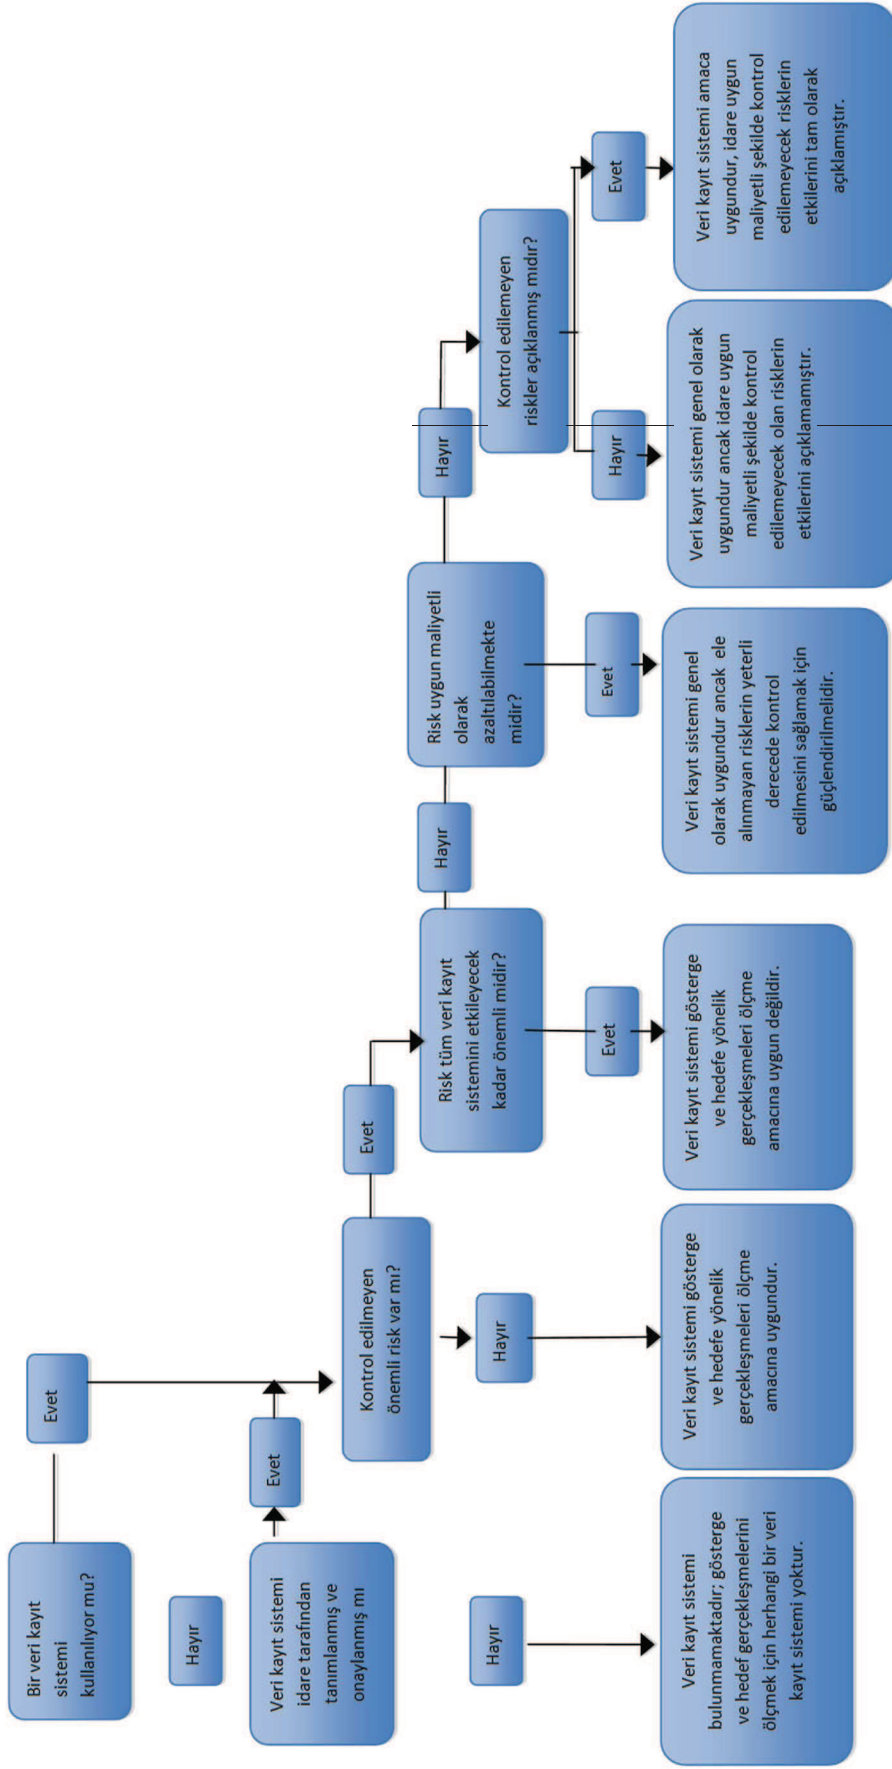 Bir veri kayıt
sistemi
kullanılıyor mu?
Evet
Hayır
Veri kayıt sistemi
idare tarafından
tanımlanmış ve
onaylanmış mı
Evet
Kontrol edilmeyen
önemli risk var mı?
Evet
Risk tüm veri kayıt
sistemini etkileyecek
kadar önemli midir?
Hayır
Risk uygun maliyetli
olarak
azaltılabilmekte
midir?
Hayır
Kontrol edilemeyen
riskler açıklanmış mıdır?
Hayır
Hayır
Evet
Evet
Hayır
Evet
Veri kayıt sistemi
bulunmamaktadır; gösterge
ve hedef gerçekleşmelerini
ölçmek için herhangi bir veri
kayıt sistemi yoktur.
Veri kayıt sistemi gösterge
ve hedefe yönelik
gerçekleşmeleri ölçme
amacına uygundur.
Veri kayıt sistemi gösterge
ve hedefe yönelik
gerçekleşmeleri ölçme
amacına uygun değildir.
Veri kayıt sistemi genel
olarak uygundur ancak ele
alınmayan risklerin yeterli
derecede kontrol
edilmesini sağlamak için
güçlendirilmelidir.
Veri kayıt sistemi genel olarak
uygundur ancak idare uygun
maliyetli şekilde kontrol
edilemeyecek olan risklerin
etkilerini açıklamamıştır.
Veri kayıt sistemi amaca
uygundur, idare uygun
maliyetli şekilde kontrol
edilemeyecek risklerin
etkilerini tam olarak
açıklamıştır.